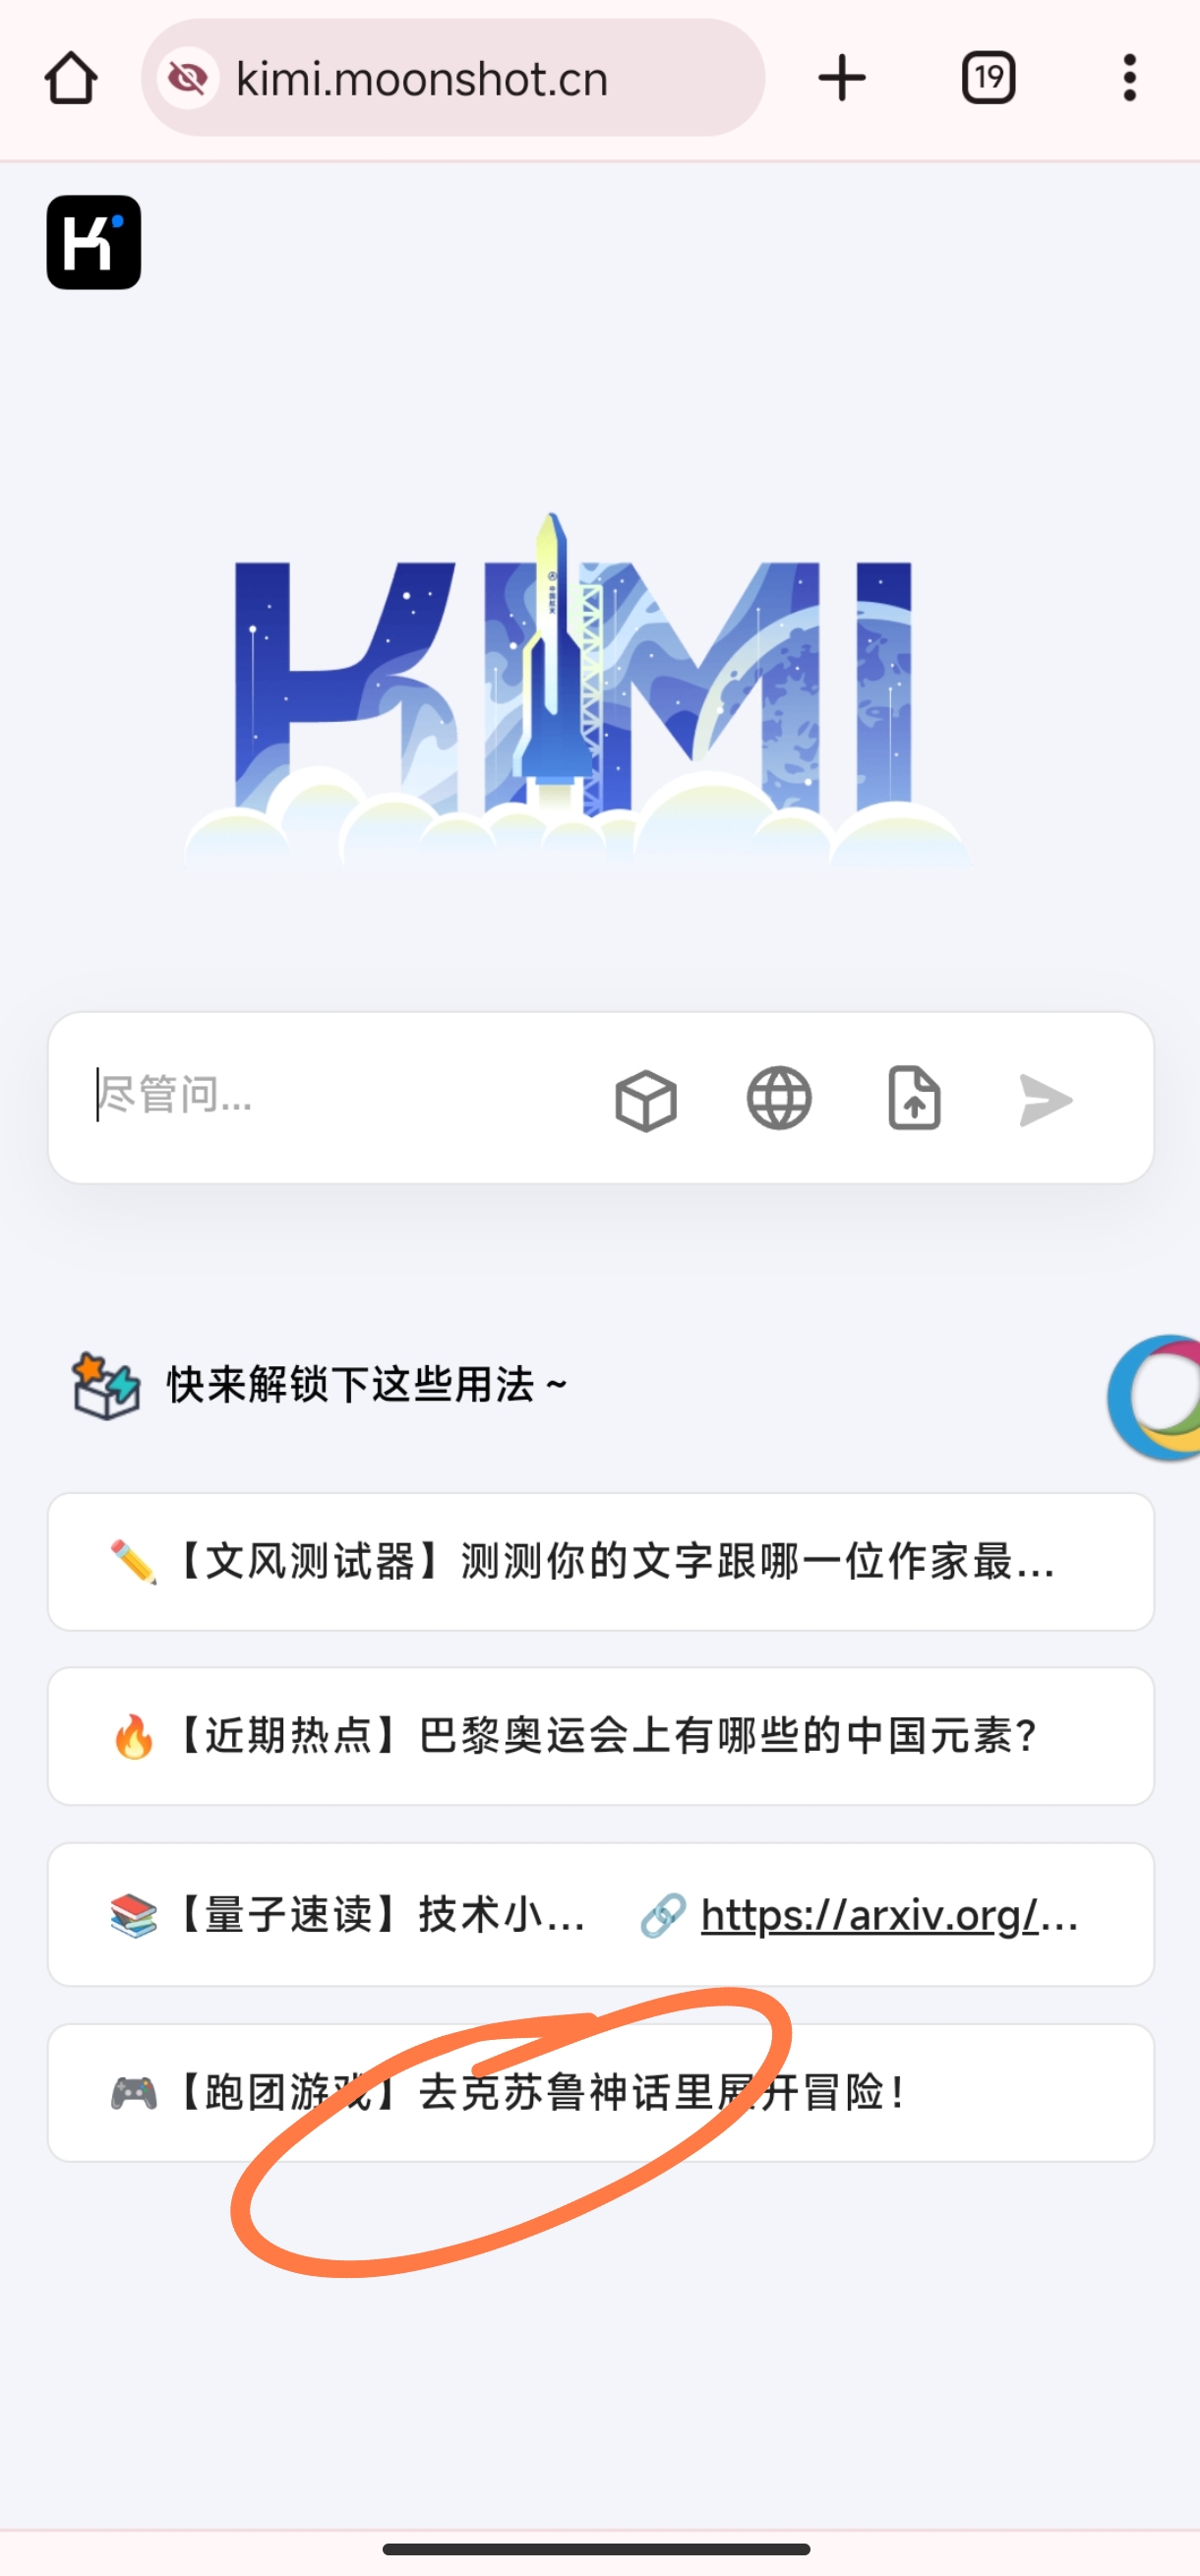 kimi.moonshot.cn
19
K
KIMI
中国航天
尽管问...
快来解锁下这些用法 ~
【文风测试器】测测你的文字跟哪一位作家最...
【近期热点】巴黎奥运会上有哪些的中国元素?
【量子速读】技术小... https://arxiv.org/...
【跑团游戏】去克苏鲁神话里展开冒险!